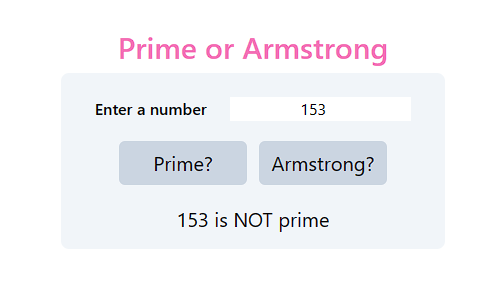 Prime or Armstrong
Enter a number 153
Prime? Armstrong?
153 is NOT prime